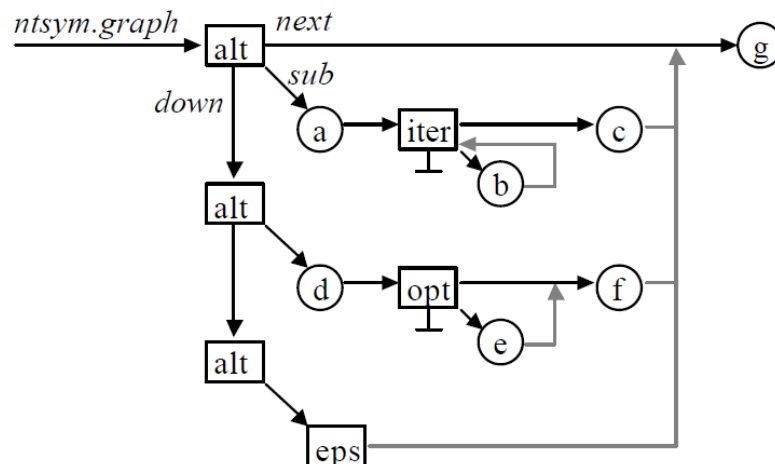 ntsym.graph alt next g
sub
down
a iter c
b
alt
d opt f
e
alt
eps